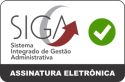 SIGA
Sistema
Integrado de Gestão
Administrativa
ASSINATURA ELETRÔNICA